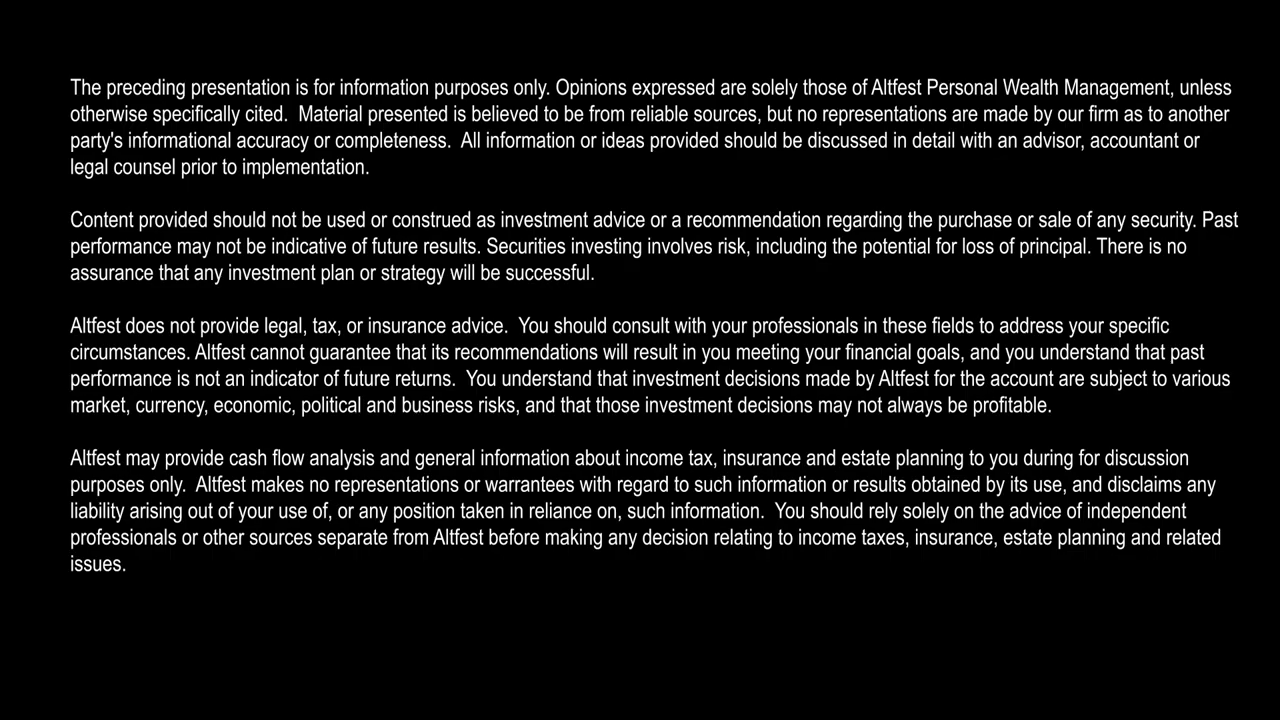 The preceding presentation is for information purposes only. Opinions expressed are solely those of Altfest Personal Wealth Management, unless
otherwise specifically cited.  Material presented is believed to be from reliable sources, but no representations are made by our firm as to another
party's informational accuracy or completeness.  All information or ideas provided should be discussed in detail with an advisor, accountant or
legal counsel prior to implementation.
Content provided should not be used or construed as investment advice or a recommendation regarding the purchase or sale of any security. Past
performance may not be indicative of future results. Securities investing involves risk, including the potential for loss of principal. There is no
assurance that any investment plan or strategy will be successful.
Altfest does not provide legal, tax, or insurance advice.  You should consult with your professionals in these fields to address your specific
circumstances. Altfest cannot guarantee that its recommendations will result in you meeting your financial goals, and you understand that past
performance is not an indicator of future returns.  You understand that investment decisions made by Altfest for the account are subject to various
market, currency, economic, political and business risks, and that those investment decisions may not always be profitable.
Altfest may provide cash flow analysis and general information about income tax, insurance and estate planning to you during for discussion
purposes only.  Altfest makes no representations or warrantees with regard to such information or results obtained by its use, and disclaims any
liability arising out of your use of, or any position taken in reliance on, such information.  You should rely solely on the advice of independent
professionals or other sources separate from Altfest before making any decision relating to income taxes, insurance, estate planning and related
issues.